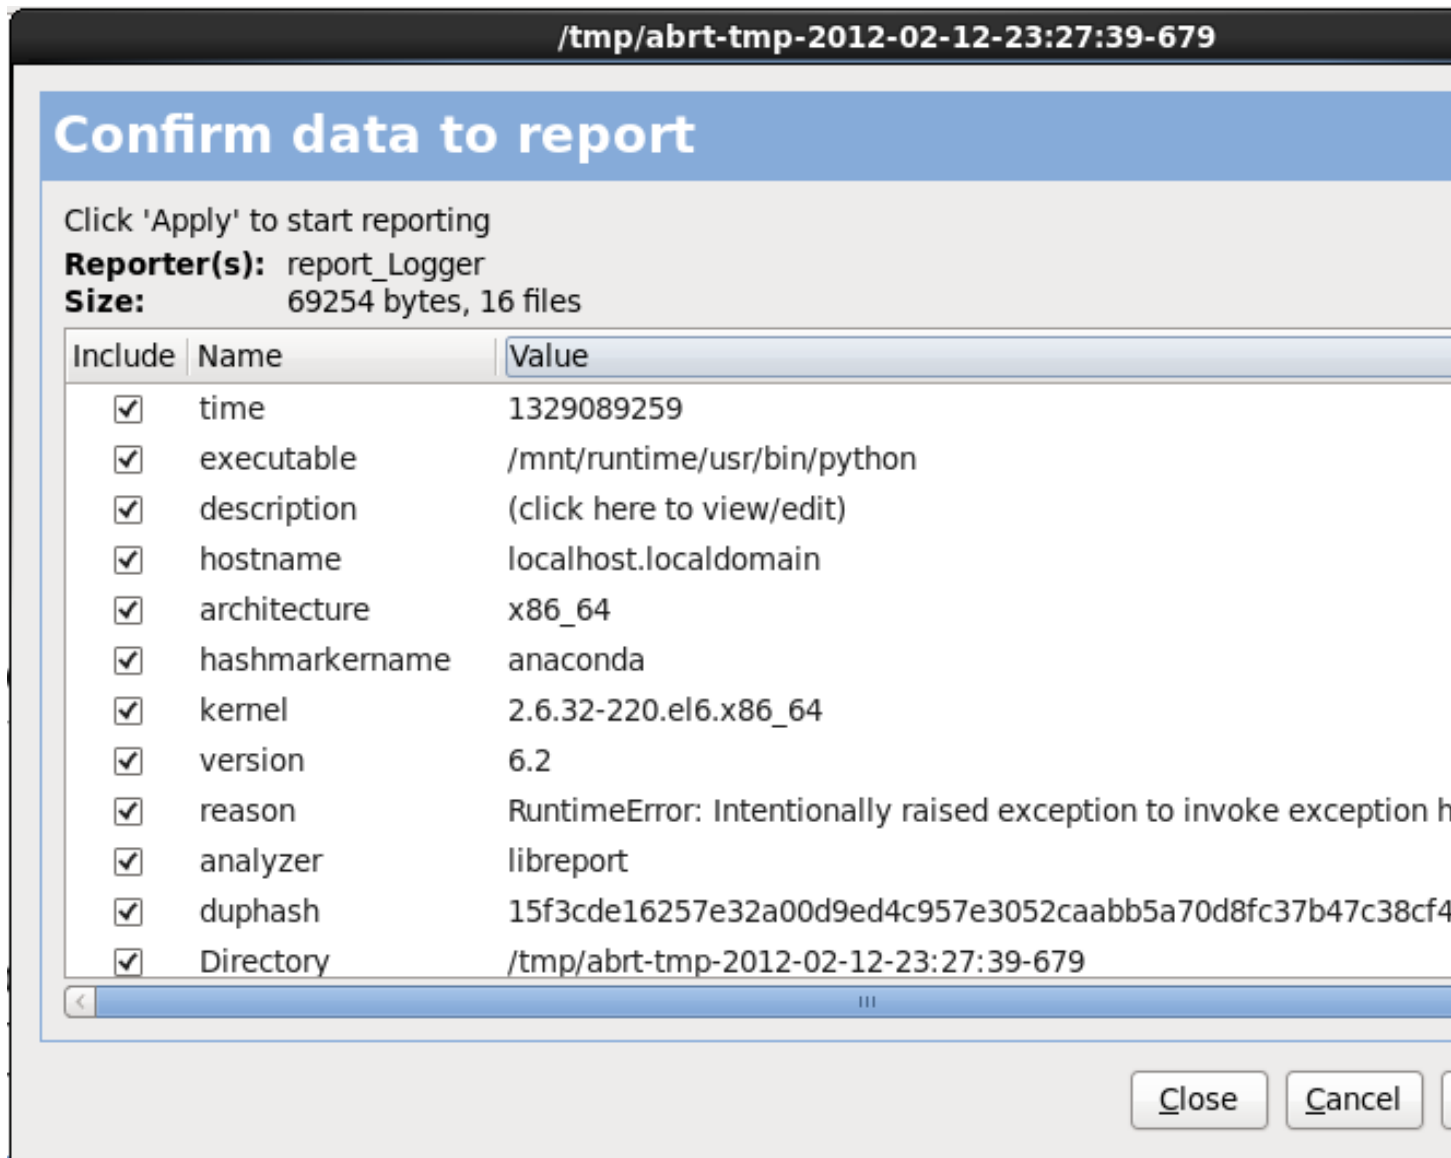 /tmp/abrt-tmp-2012-02-12-23:27:39-679
Confirm data to report
Click 'Apply' to start reporting
Reporter(s): report_Logger
Size: 69254 bytes, 16 files
Include Name Value
time 1329089259
executable /mnt/runtime/usr/bin/python
description (click here to view/edit)
hostname localhost.localdomain
architecture x86_64
hashmarkername anaconda
kernel 2.6.32-220.el6.x86_64
version 6.2
reason RuntimeError: Intentionally raised exception to invoke exception h
analyzer libreport
duphash 15f3cde16257e32a00d9ed4c957e3052caabb5a70d8fc37b47c38cf4
Directory /tmp/abrt-tmp-2012-02-12-23:27:39-679
Close Cancel